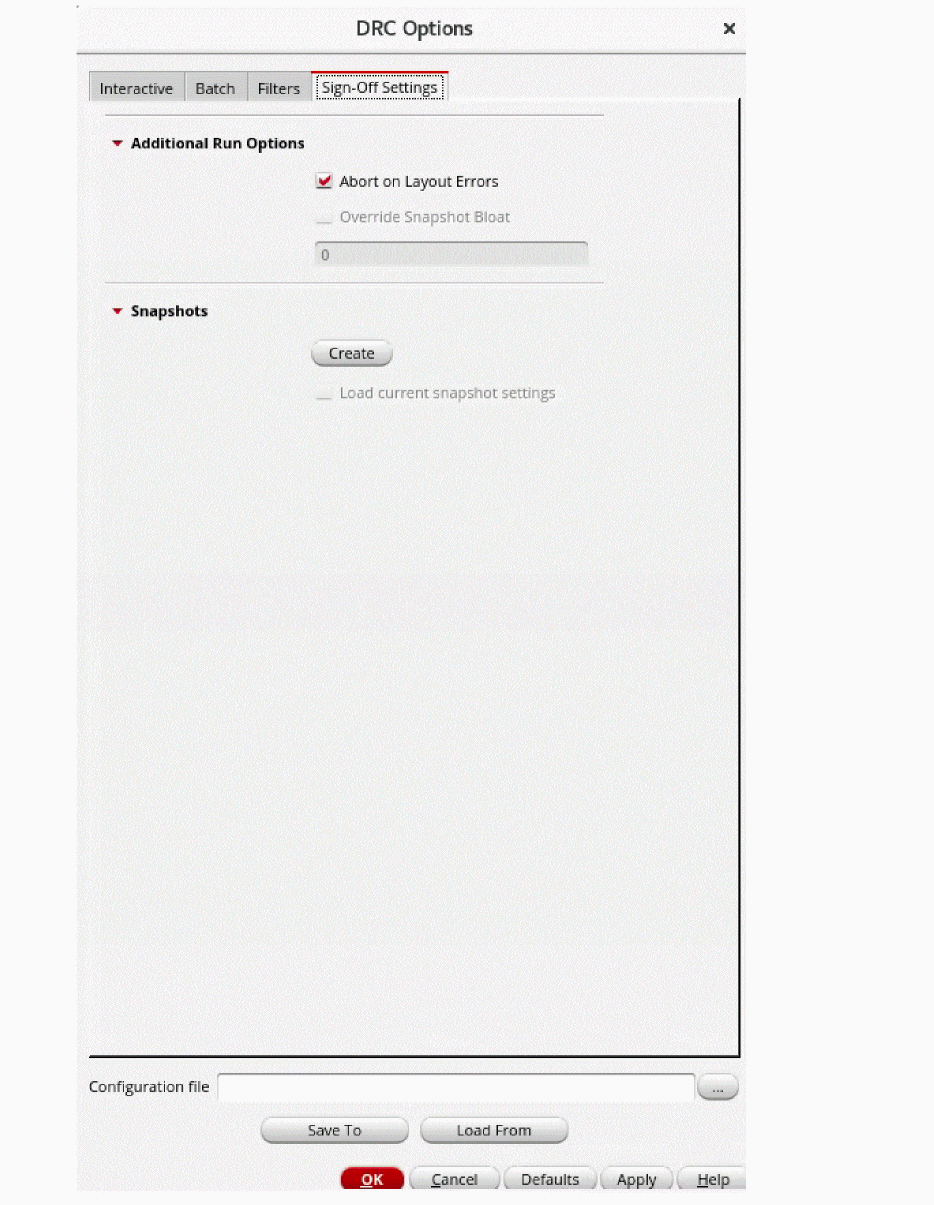 DRC Options
Interactive Batch Filters Sign-Off Settings
Additional Run Options
Abort on Layout Errors
Override Snapshot Bloat
0
Snapshots
Create
Load current snapshot settings
Configuration file ...
Save To Load From
OK Cancel Defaults Apply Help